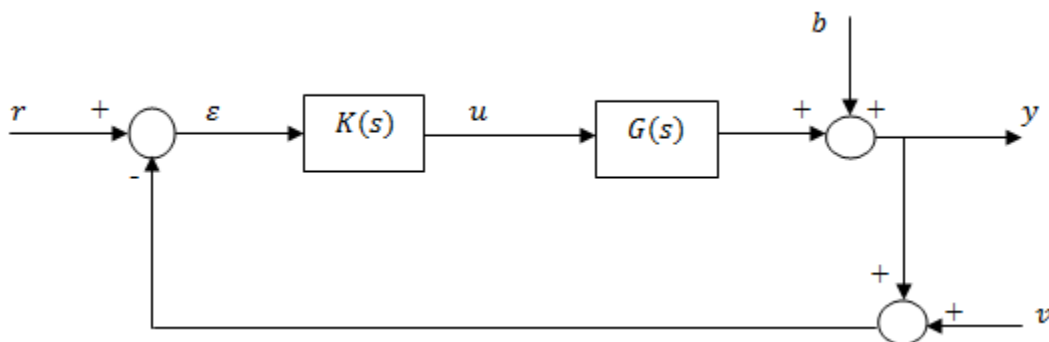 b
r + ε K(s) u G(s) + + y
-
+
+ v